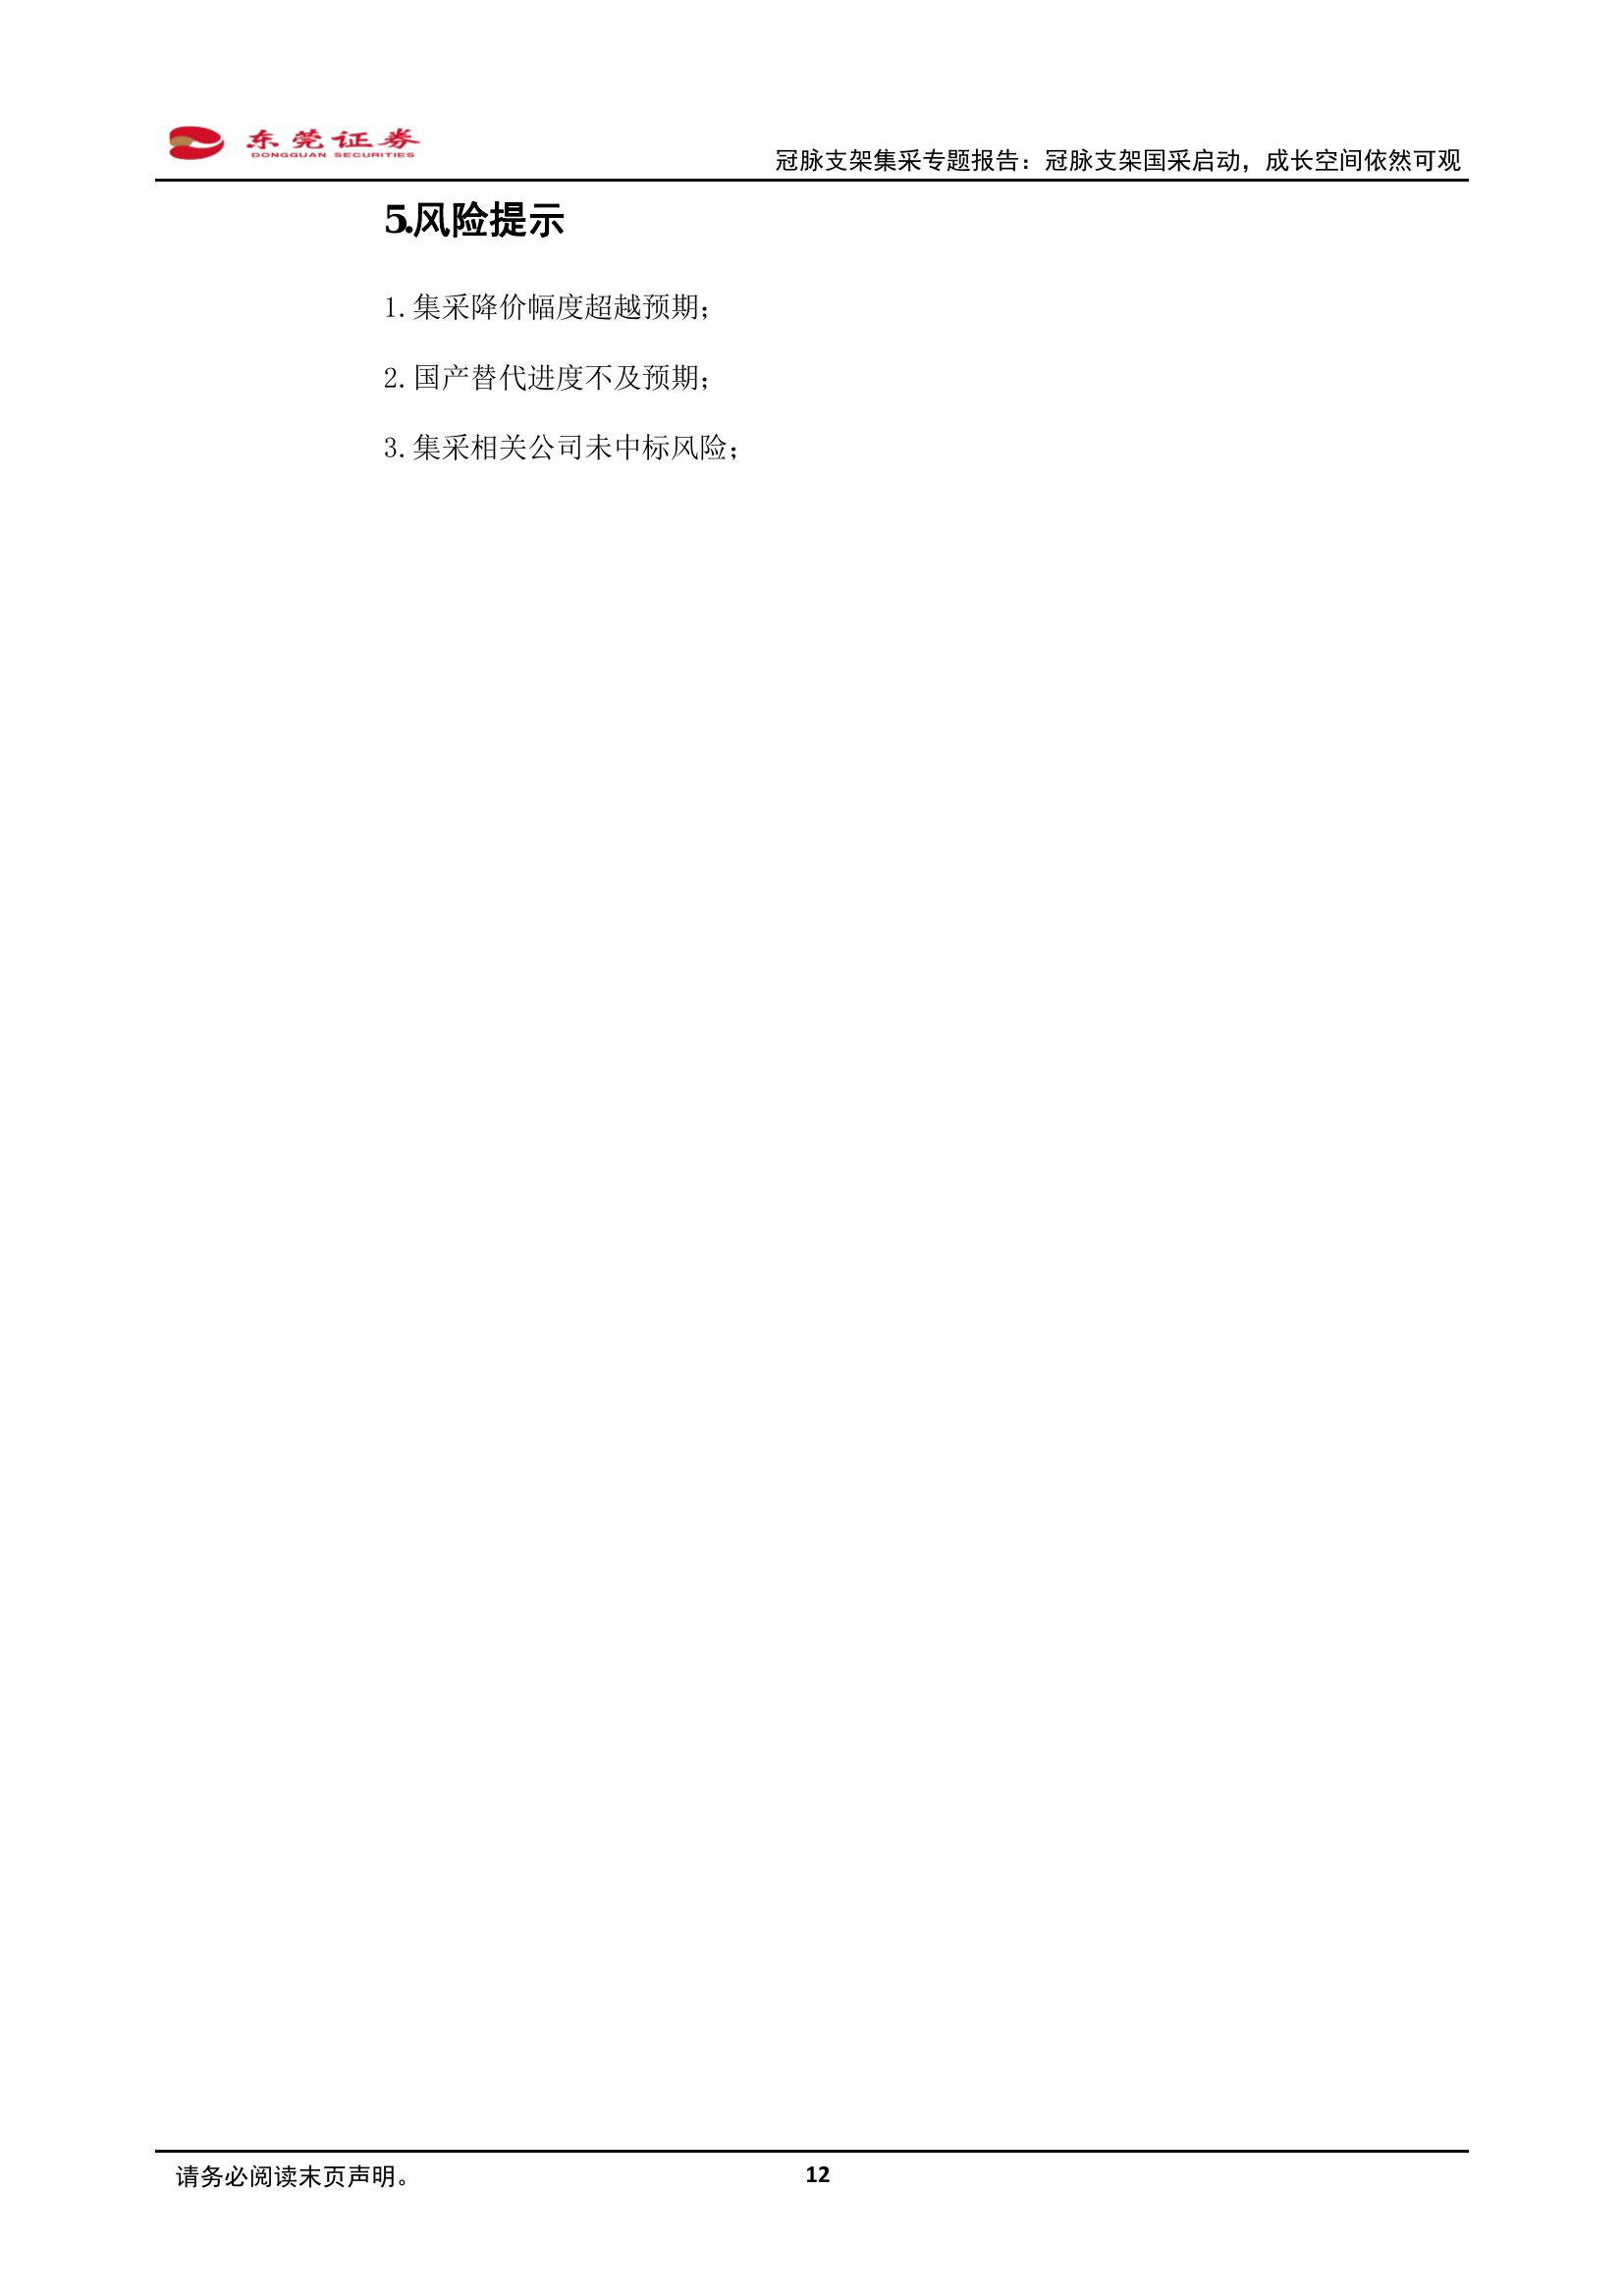 东莞证券
DONGGUAN SECURITIES
冠脉支架集采专题报告：冠脉支架国采启动，成长空间依然可观
5.风险提示
1.集采降价幅度超越预期；
2.国产替代进度不及预期；
3.集采相关公司未中标风险；
请务必阅读末页声明。
12